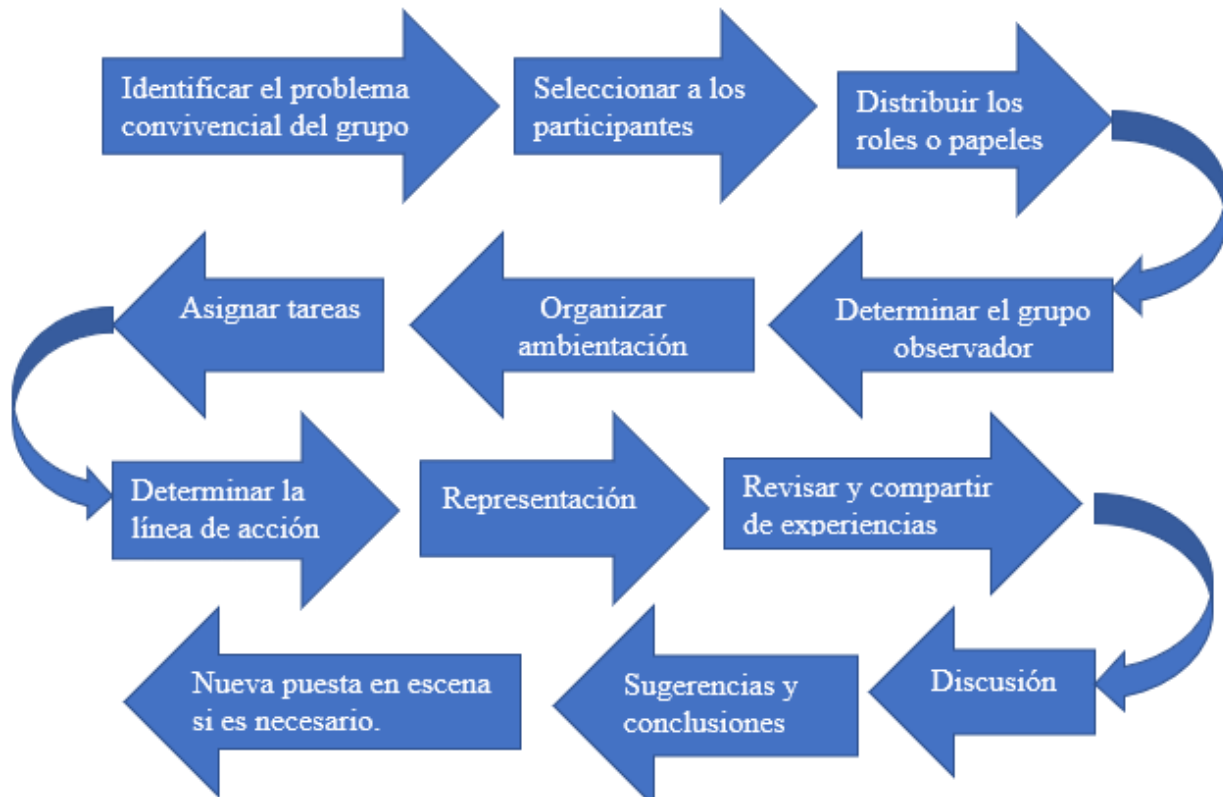 Identificar el problema
convivencial del grupo
Seleccionar a los
participantes
Distribuir los
roles o papeles
Determinar el grupo
observador
Organizar
ambientación
Asignar tareas
Determinar la
línea de acción
Representación
Revisar y compartir
de experiencias
Discusión
Sugerencias y
conclusiones
Nueva puesta en escena
si es necesario.